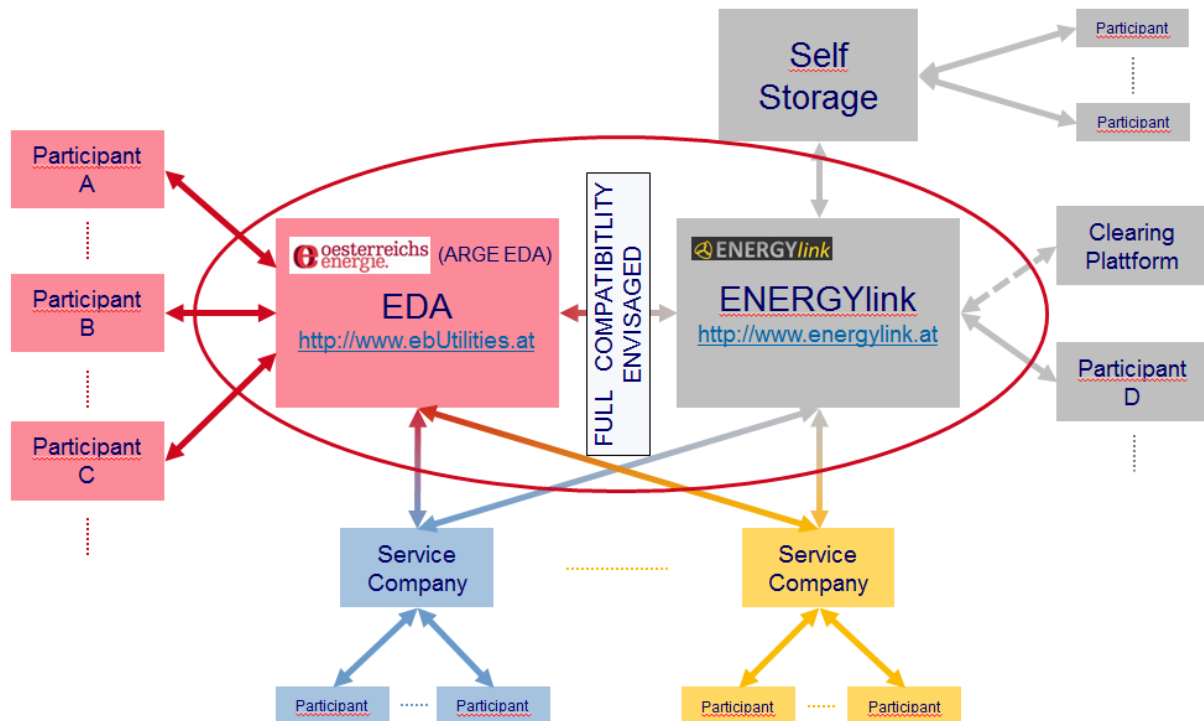 Self
Storage
Participant
Participant
Participant
A
Participant
B
Participant
C
oesterreichs
energie.
(ARGE EDA)
EDA
http://www.ebUtilities.at
FULL COMPATIBITLIY
ENVISAGED
ENERGYlink
ENERGYlink
http://www.energylink.at
Clearing
Plattform
Participant
D
Service
Company
Service
Company
Participant
Participant
Participant
Participant